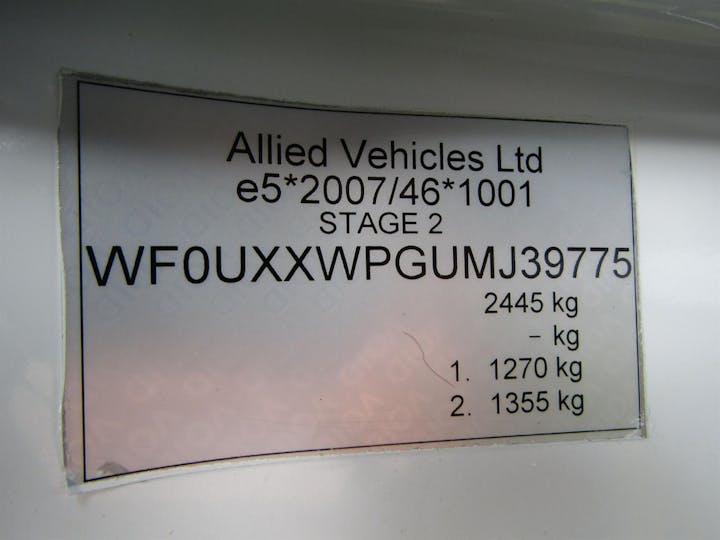 Allied Vehicles Ltd
e5*2007/46*1001
STAGE 2
WF0UXXWPGUMJ39775
2445 kg
- kg
1. 1270 kg
2. 1355 kg